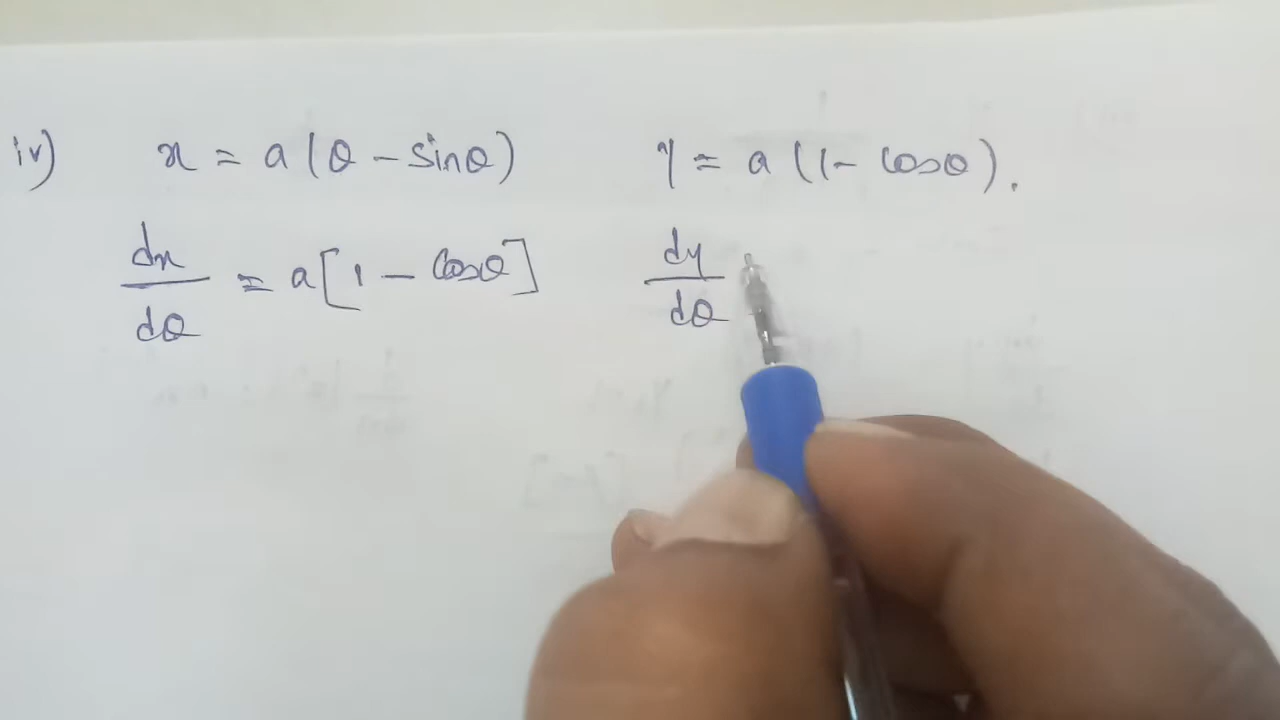 iv) x = a(θ - sinθ) y = a(1 - cosθ).
dx/dθ = a[1 - cosθ] dy/dθ